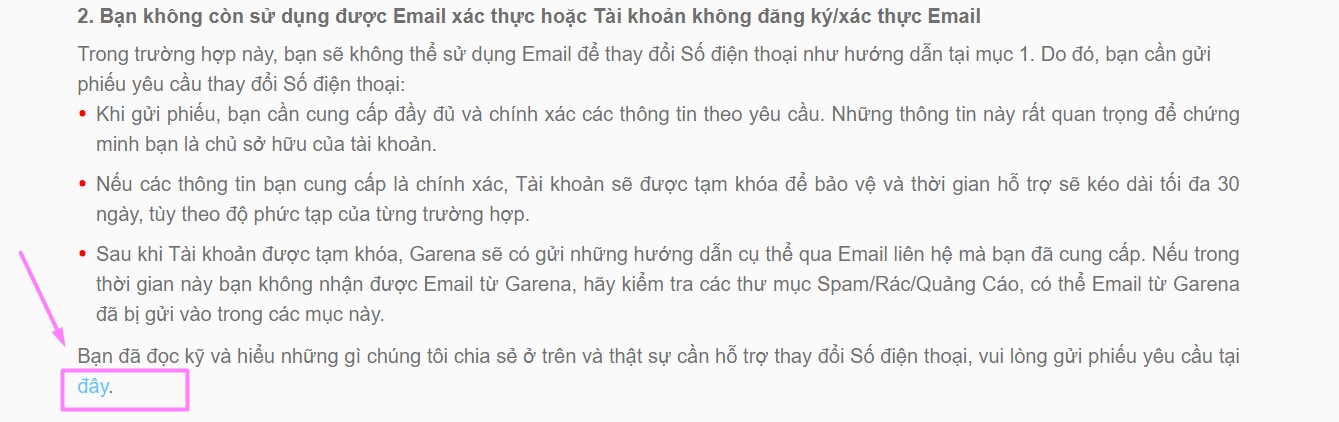 2. Bạn không còn sử dụng được Email xác thực hoặc Tài khoản không đăng ký/xác thực Email
Trong trường hợp này, bạn sẽ không thể sử dụng Email để thay đổi Số điện thoại như hướng dẫn tại mục 1. Do đó, bạn cần gửi
phiếu yêu cầu thay đổi Số điện thoại:
• Khi gửi phiếu, bạn cần cung cấp đầy đủ và chính xác các thông tin theo yêu cầu. Những thông tin này rất quan trọng để chứng
minh bạn là chủ sở hữu của tài khoản.
• Nếu các thông tin bạn cung cấp là chính xác, Tài khoản sẽ được tạm khóa để bảo vệ và thời gian hỗ trợ sẽ kéo dài tối đa 30
ngày, tùy theo độ phức tạp của từng trường hợp.
• Sau khi Tài khoản được tạm khóa, Garena sẽ có gửi những hướng dẫn cụ thể qua Email liên hệ mà bạn đã cung cấp. Nếu trong
thời gian này bạn không nhận được Email từ Garena, hãy kiểm tra các thư mục Spam/Rác/Quảng Cáo, có thể Email từ Garena
đã bị gửi vào trong các mục này.
Bạn đã đọc kỹ và hiểu những gì chúng tôi chia sẻ ở trên và thật sự cần hỗ trợ thay đổi Số điện thoại, vui lòng gửi phiếu yêu cầu tại
đây.